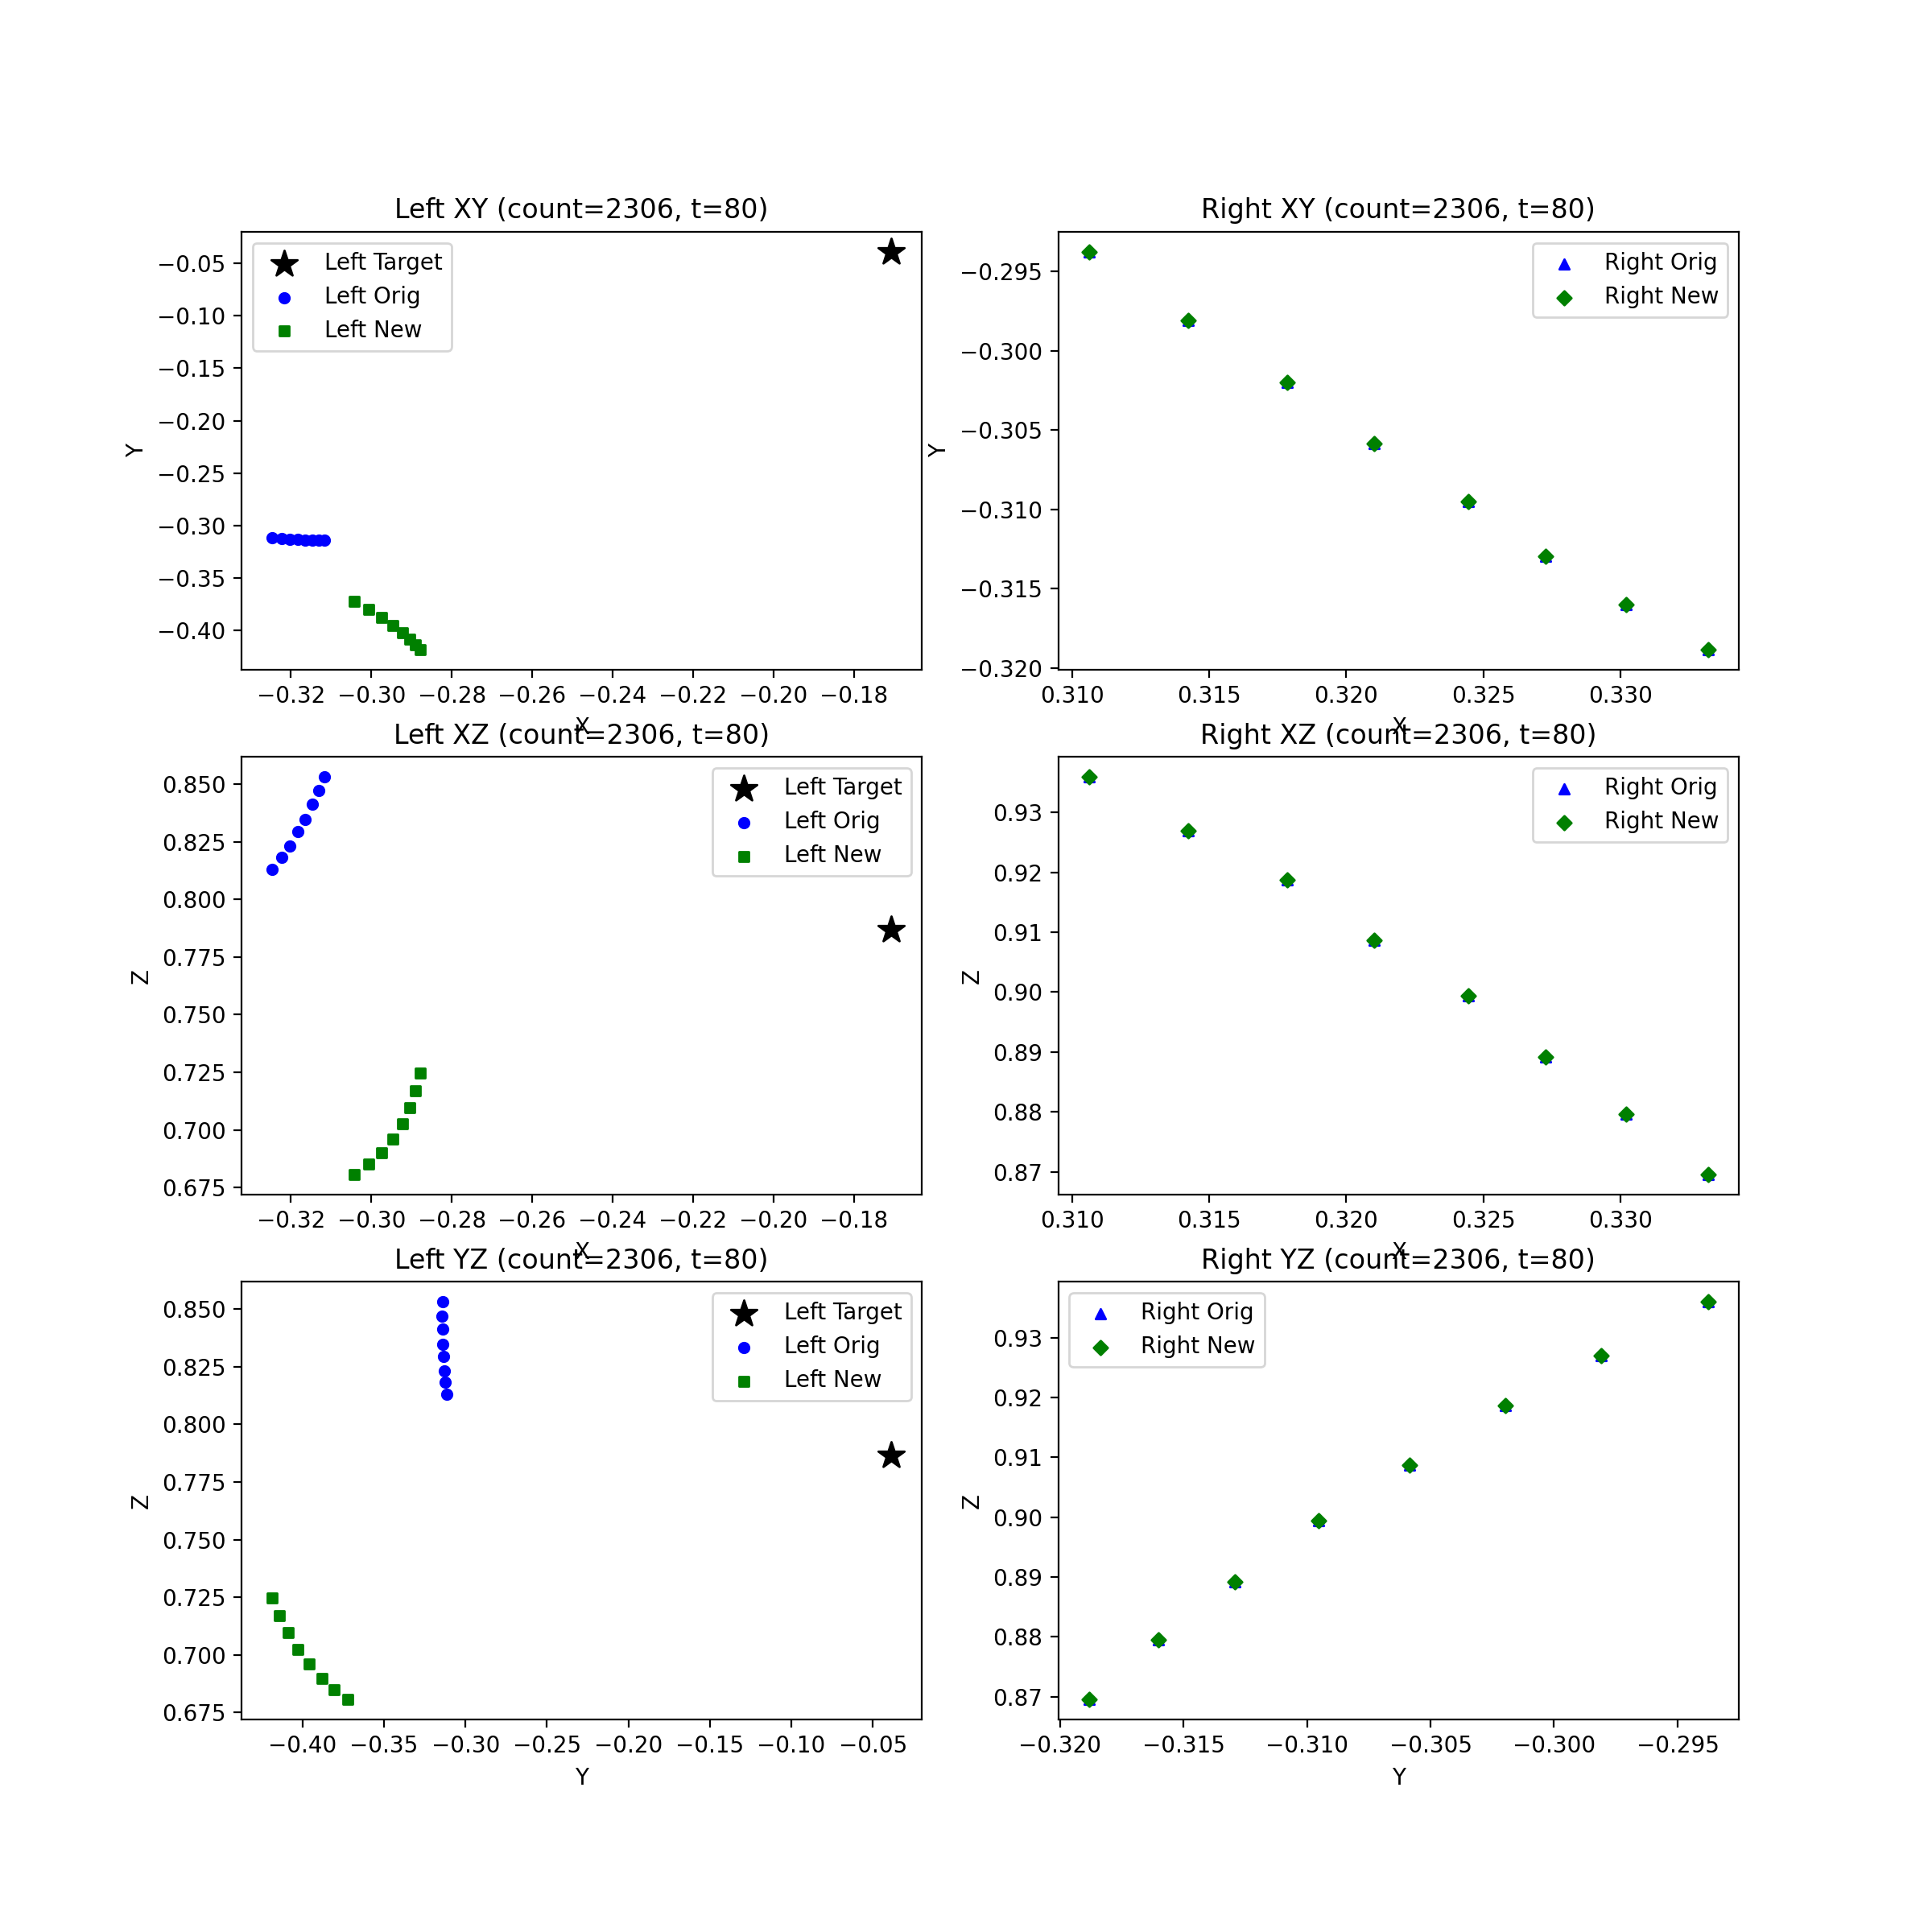 Left XY (count=2306, t=80)
Left Target
Left Orig
Left New
−0.05
−0.10
−0.15
−0.20
−0.25
−0.30
−0.35
−0.40
Y
−0.32
−0.30
−0.28
−0.26
−0.24
−0.22
−0.20
−0.18
X
Right XY (count=2306, t=80)
Right Orig
Right New
−0.295
−0.300
−0.305
−0.310
−0.315
−0.320
Y
0.310
0.315
0.320
0.325
0.330
X
Left XZ (count=2306, t=80)
Left Target
Left Orig
Left New
0.850
0.825
0.800
0.775
0.750
0.725
0.700
0.675
Z
−0.32
−0.30
−0.28
−0.26
−0.24
−0.22
−0.20
−0.18
X
Right XZ (count=2306, t=80)
Right Orig
Right New
0.93
0.92
0.91
0.90
0.89
0.88
0.87
Z
0.310
0.315
0.320
0.325
0.330
X
Left YZ (count=2306, t=80)
Left Target
Left Orig
Left New
0.850
0.825
0.800
0.775
0.750
0.725
0.700
0.675
Z
−0.40
−0.35
−0.30
−0.25
−0.20
−0.15
−0.10
−0.05
Y
Right YZ (count=2306, t=80)
Right Orig
Right New
0.93
0.92
0.91
0.90
0.89
0.88
0.87
Z
−0.320
−0.315
−0.310
−0.305
−0.300
−0.295
Y